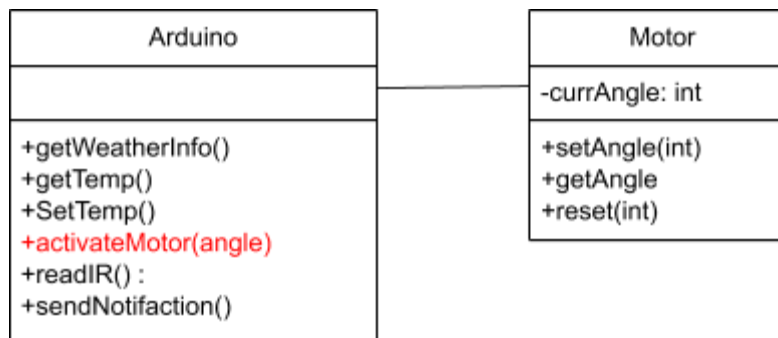 Arduino
+getWeatherInfo()
+getTemp()
+SetTemp()
+activateMotor(angle)
+readIR() :
+sendNotifaction()
Motor
-currAngle: int
+setAngle(int)
+getAngle
+reset(int)